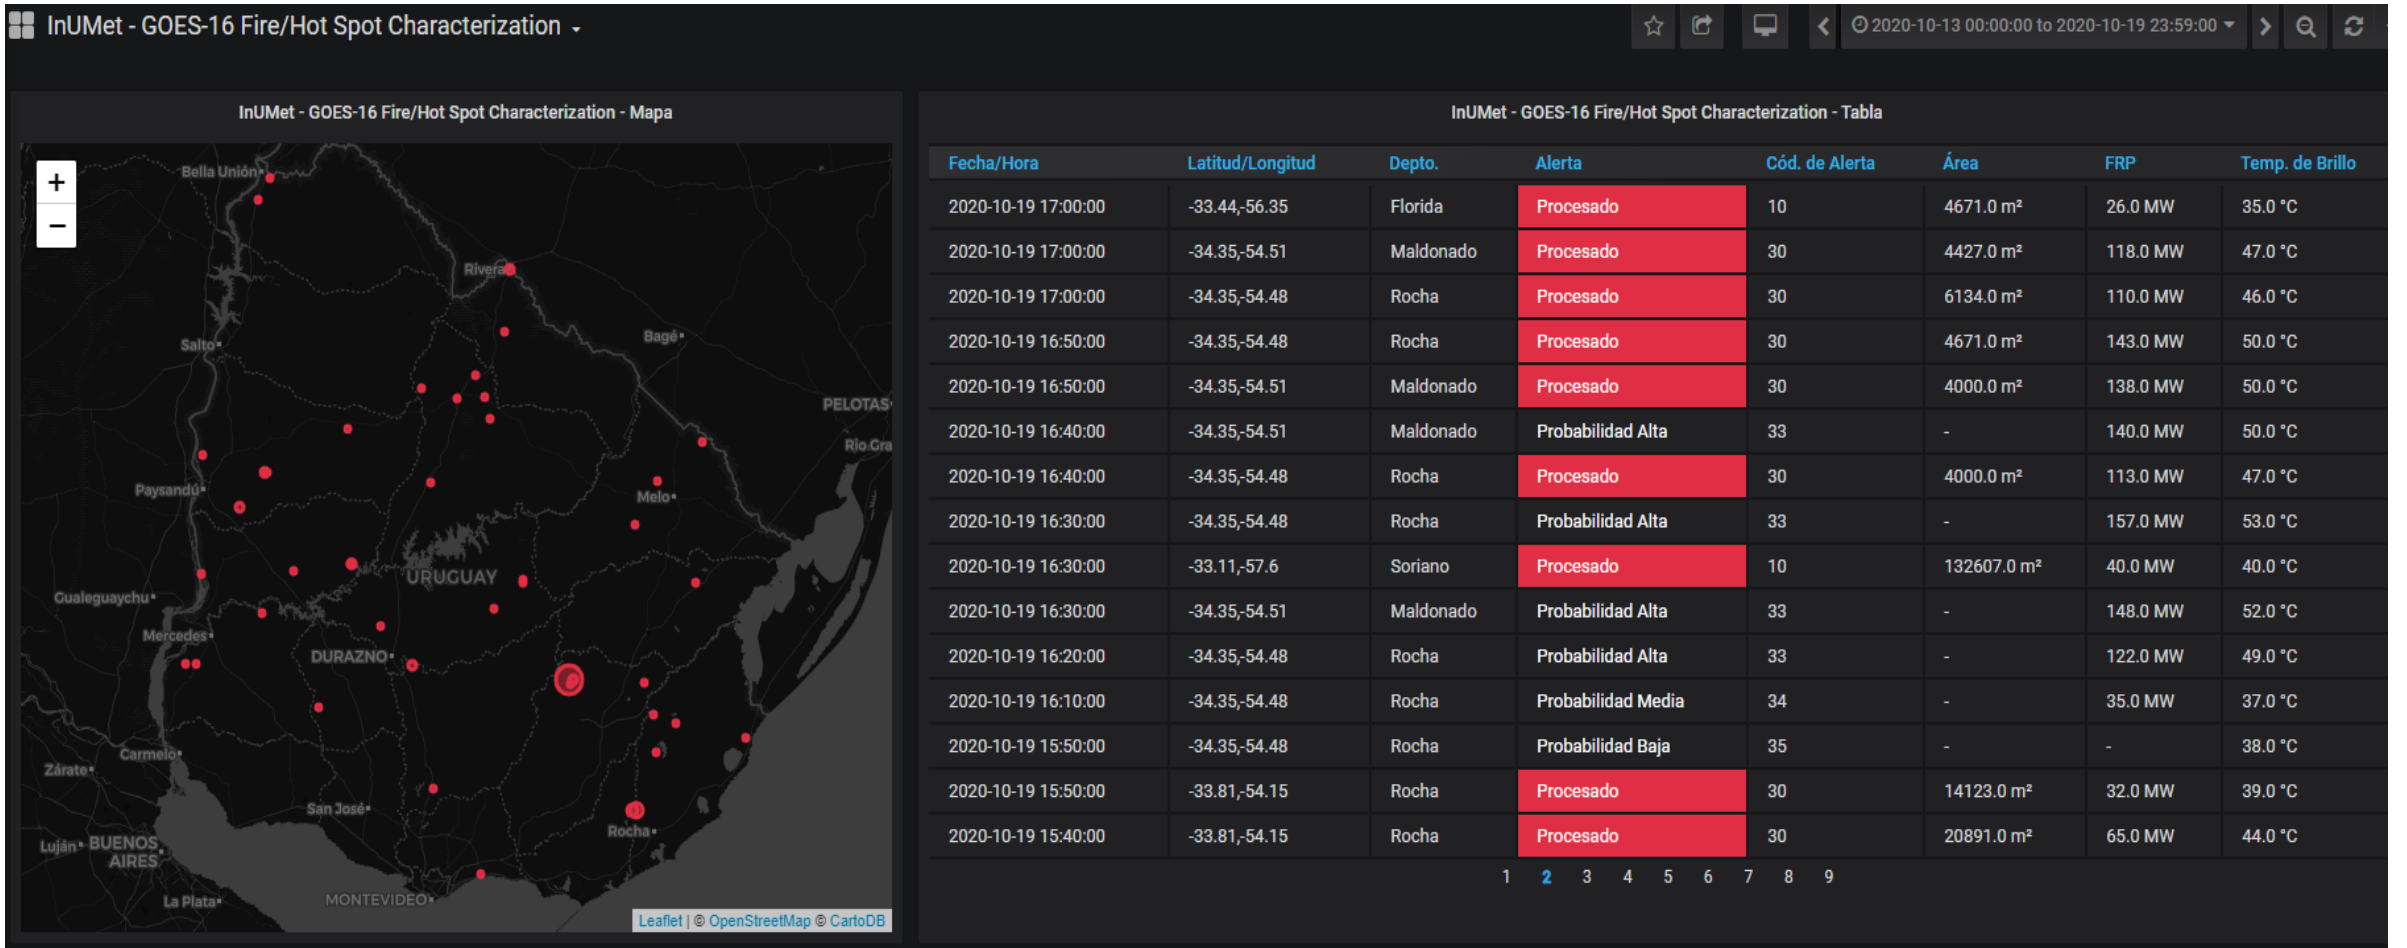 InUMet - GOES-16 Fire/Hot Spot Characterization
2020-10-13 00:00:00 to 2020-10-19 23:59:00
InUMet - GOES-16 Fire/Hot Spot Characterization - Mapa
+
−
Bella Unión
Rivera
Salto
Bagé
PELOTAS
Rio Gra
Paysandú
Melo
URUGUAY
Gualeguaychu
Mercedes
DURAZNO
Carmelo
Zárate
San José
Rocha
Luján
BUENOS
AIRES
La Plata
MONTEVIDEO
Leaflet | © OpenStreetMap © CartoDB
InUMet - GOES-16 Fire/Hot Spot Characterization - Tabla
Fecha/Hora Latitud/Longitud Depto. Alerta Cód. de Alerta Área FRP Temp. de Brillo
2020-10-19 17:00:00 -33.44,-56.35 Florida Procesado 10 4671.0 m² 26.0 MW 35.0 °C
2020-10-19 17:00:00 -34.35,-54.51 Maldonado Procesado 30 4427.0 m² 118.0 MW 47.0 °C
2020-10-19 17:00:00 -34.35,-54.48 Rocha Procesado 30 6134.0 m² 110.0 MW 46.0 °C
2020-10-19 16:50:00 -34.35,-54.48 Rocha Procesado 30 4671.0 m² 143.0 MW 50.0 °C
2020-10-19 16:50:00 -34.35,-54.51 Maldonado Procesado 30 4000.0 m² 138.0 MW 50.0 °C
2020-10-19 16:40:00 -34.35,-54.51 Maldonado Probabilidad Alta 33 - 140.0 MW 50.0 °C
2020-10-19 16:40:00 -34.35,-54.48 Rocha Procesado 30 4000.0 m² 113.0 MW 47.0 °C
2020-10-19 16:30:00 -34.35,-54.48 Rocha Probabilidad Alta 33 - 157.0 MW 53.0 °C
2020-10-19 16:30:00 -33.11,-57.6 Soriano Procesado 10 132607.0 m² 40.0 MW 40.0 °C
2020-10-19 16:30:00 -34.35,-54.51 Maldonado Probabilidad Alta 33 - 148.0 MW 52.0 °C
2020-10-19 16:20:00 -34.35,-54.48 Rocha Probabilidad Alta 33 - 122.0 MW 49.0 °C
2020-10-19 16:10:00 -34.35,-54.48 Rocha Probabilidad Media 34 - 35.0 MW 37.0 °C
2020-10-19 15:50:00 -34.35,-54.48 Rocha Probabilidad Baja 35 - - 38.0 °C
2020-10-19 15:50:00 -33.81,-54.15 Rocha Procesado 30 14123.0 m² 32.0 MW 39.0 °C
2020-10-19 15:40:00 -33.81,-54.15 Rocha Procesado 30 20891.0 m² 65.0 MW 44.0 °C
1 2 3 4 5 6 7 8 9